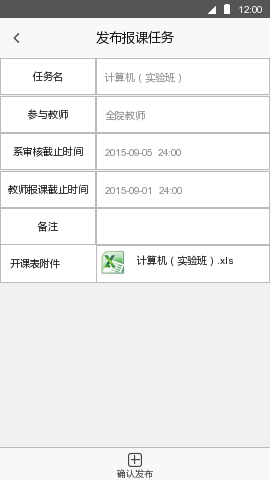 12:00
发布报课任务
任务名 计算机（实验班）
参与教师 全院教师
系审核截止时间 2015-09-05 24:00
教师报课截止时间 2015-09-01 24:00
备注
开课表附件 计算机（实验班）.xls
确认发布